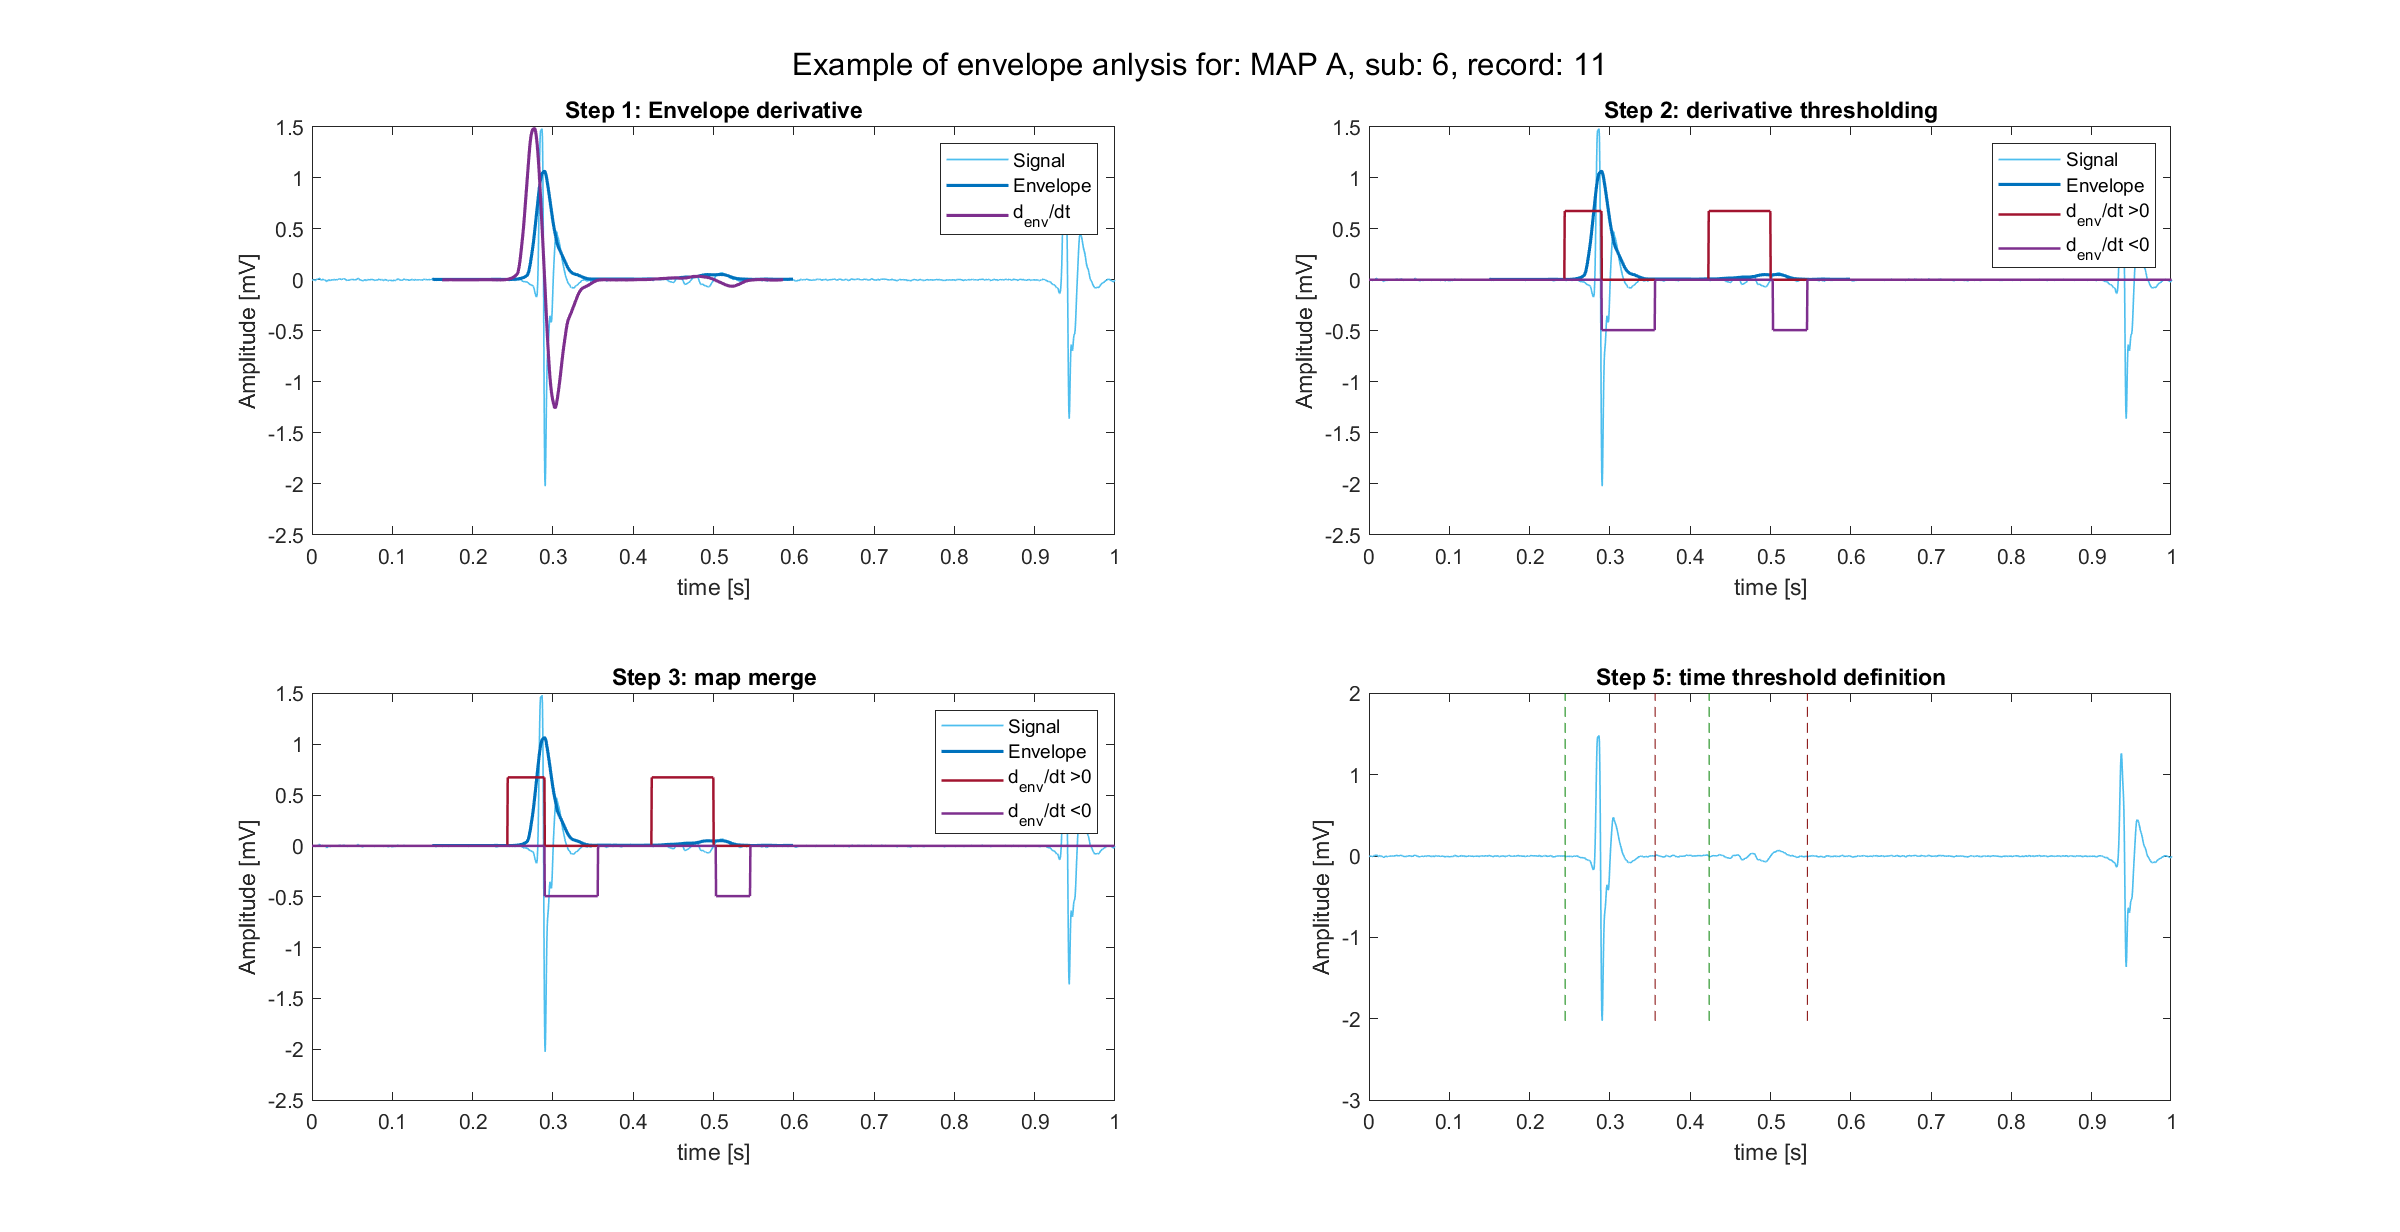 Example of envelope anlysis for: MAP A, sub: 6, record: 11
Step 1: Envelope derivative
1.5
1
0.5
0
-0.5
-1
-1.5
-2
-2.5
Amplitude [mV]
Signal
Envelope
d_env/dt
0 0.1 0.2 0.3 0.4 0.5 0.6 0.7 0.8 0.9 1
time [s]
Step 2: derivative thresholding
1.5
1
0.5
0
-0.5
-1
-1.5
-2
-2.5
Amplitude [mV]
Signal
Envelope
d_env/dt >0
d_env/dt <0
0 0.1 0.2 0.3 0.4 0.5 0.6 0.7 0.8 0.9 1
time [s]
Step 3: map merge
1.5
1
0.5
0
-0.5
-1
-1.5
-2
-2.5
Amplitude [mV]
Signal
Envelope
d_env/dt >0
d_env/dt <0
0 0.1 0.2 0.3 0.4 0.5 0.6 0.7 0.8 0.9 1
time [s]
Step 5: time threshold definition
2
1
0
-1
-2
-3
Amplitude [mV]
0 0.1 0.2 0.3 0.4 0.5 0.6 0.7 0.8 0.9 1
time [s]